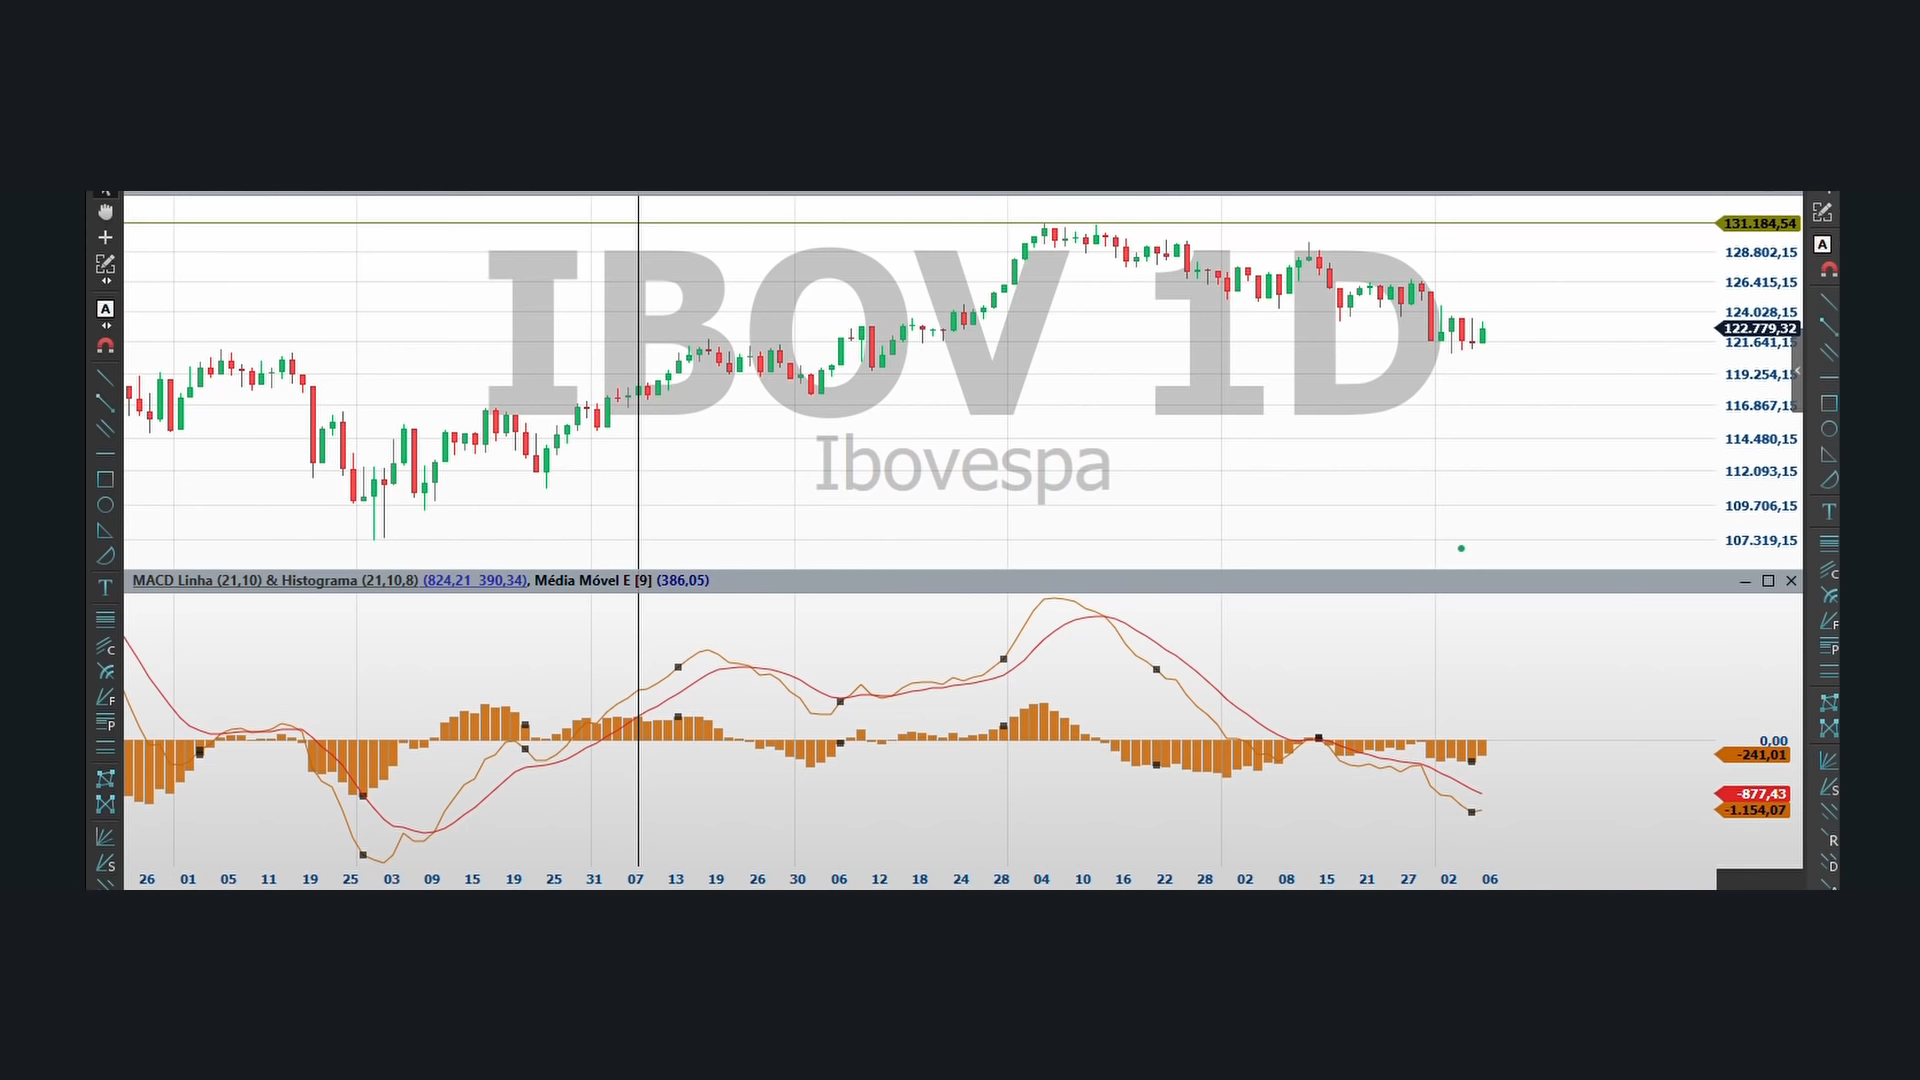 IBOV 1D
Ibovespa
131.184,54
128.802,15
126.415,15
124.028,15
122.779,32
121.641,15
119.254,15
116.867,15
114.480,15
112.093,15
109.706,15
107.319,15
MACD Linha (21,10) & Histograma (21,10,8) (824,21 390,34), Média Móvel E [9] (386,05)
0,00
-241,01
-877,43
-1.154,07
26 01 05 11 19 25 03 09 15 19 25 31 07 13 19 26 30 06 12 18 24 28 04 10 16 22 28 02 08 15 21 27 02 06
A
T
C
F
P
S
A
T
C
F
P
S
R
D